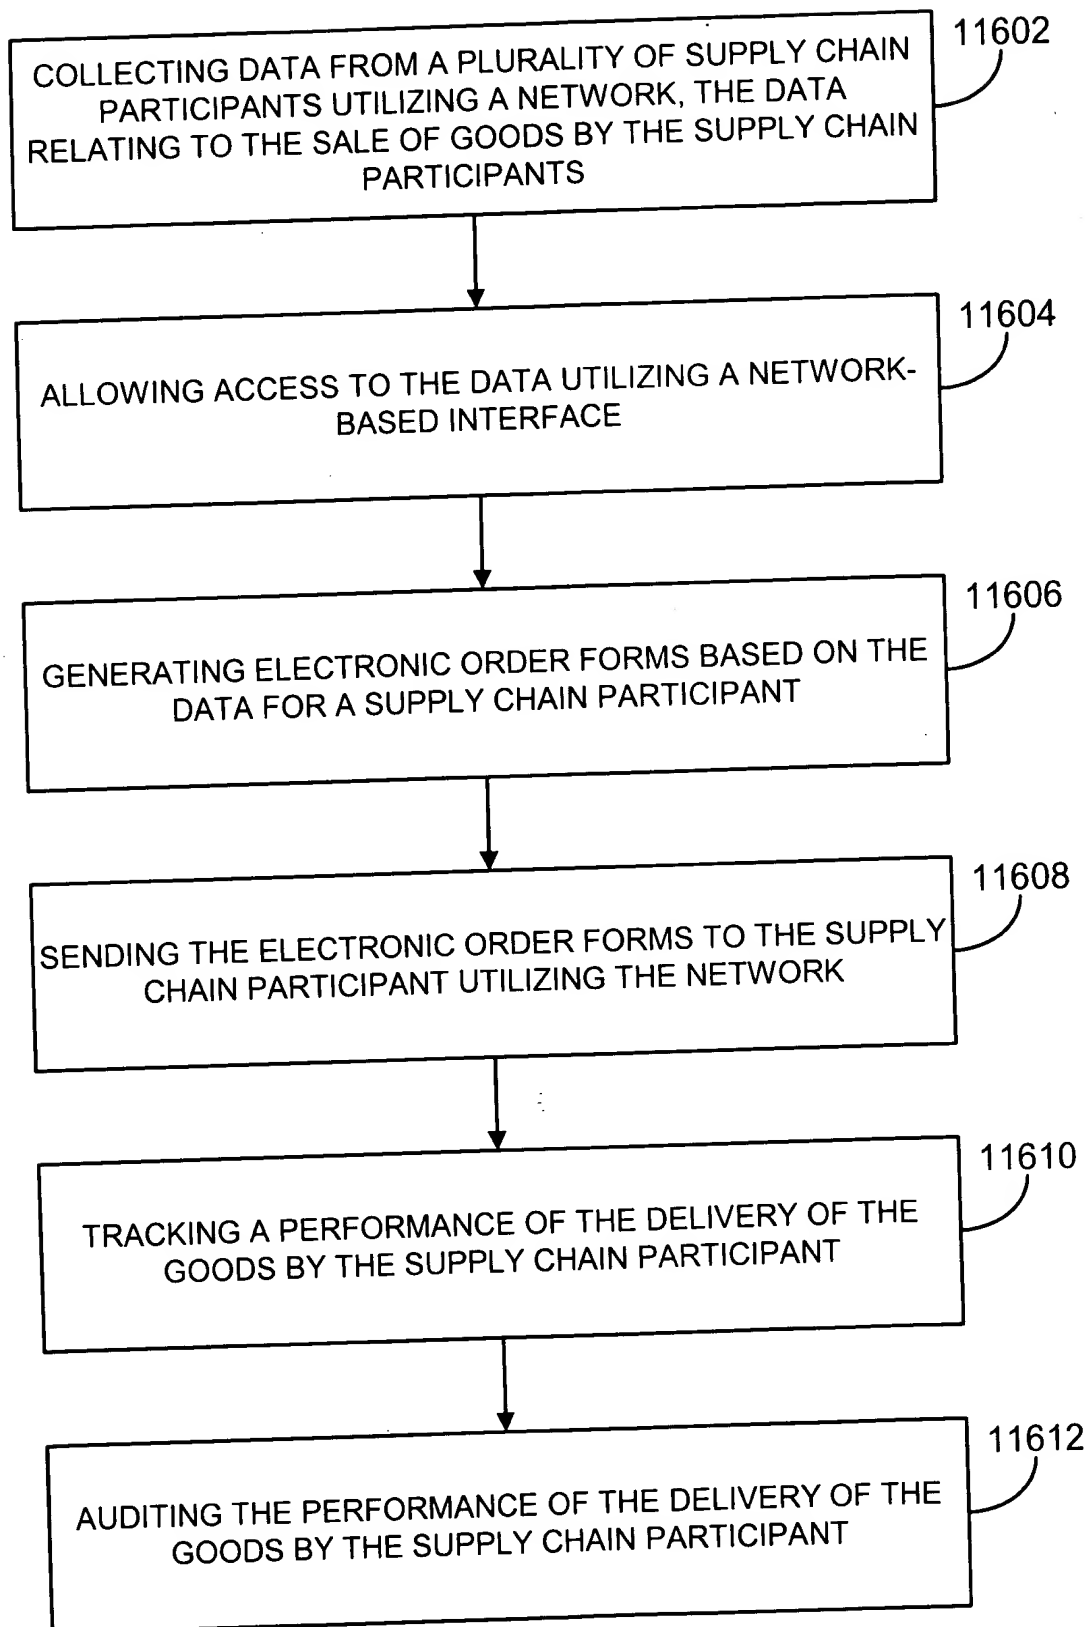 11602
COLLECTING DATA FROM A PLURALITY OF SUPPLY CHAIN
PARTICIPANTS UTILIZING A NETWORK, THE DATA
RELATING TO THE SALE OF GOODS BY THE SUPPLY CHAIN
PARTICIPANTS
11604
ALLOWING ACCESS TO THE DATA UTILIZING A NETWORK-
BASED INTERFACE
11606
GENERATING ELECTRONIC ORDER FORMS BASED ON THE
DATA FOR A SUPPLY CHAIN PARTICIPANT
11608
SENDING THE ELECTRONIC ORDER FORMS TO THE SUPPLY
CHAIN PARTICIPANT UTILIZING THE NETWORK
11610
TRACKING A PERFORMANCE OF THE DELIVERY OF THE
GOODS BY THE SUPPLY CHAIN PARTICIPANT
11612
AUDITING THE PERFORMANCE OF THE DELIVERY OF THE
GOODS BY THE SUPPLY CHAIN PARTICIPANT